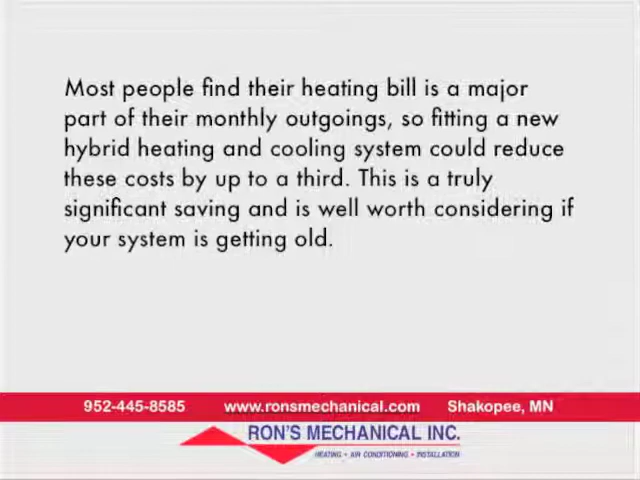 Most people find their heating bill is a major
part of their monthly outgoings, so fitting a new
hybrid heating and cooling system could reduce
these costs by up to a third. This is a truly
significant saving and is well worth considering if
your system is getting old.
952-445-8585 www.ronsmechanical.com Shakopee, MN
RON'S MECHANICAL INC.
HEATING • AIR CONDITIONING • INSTALLATION